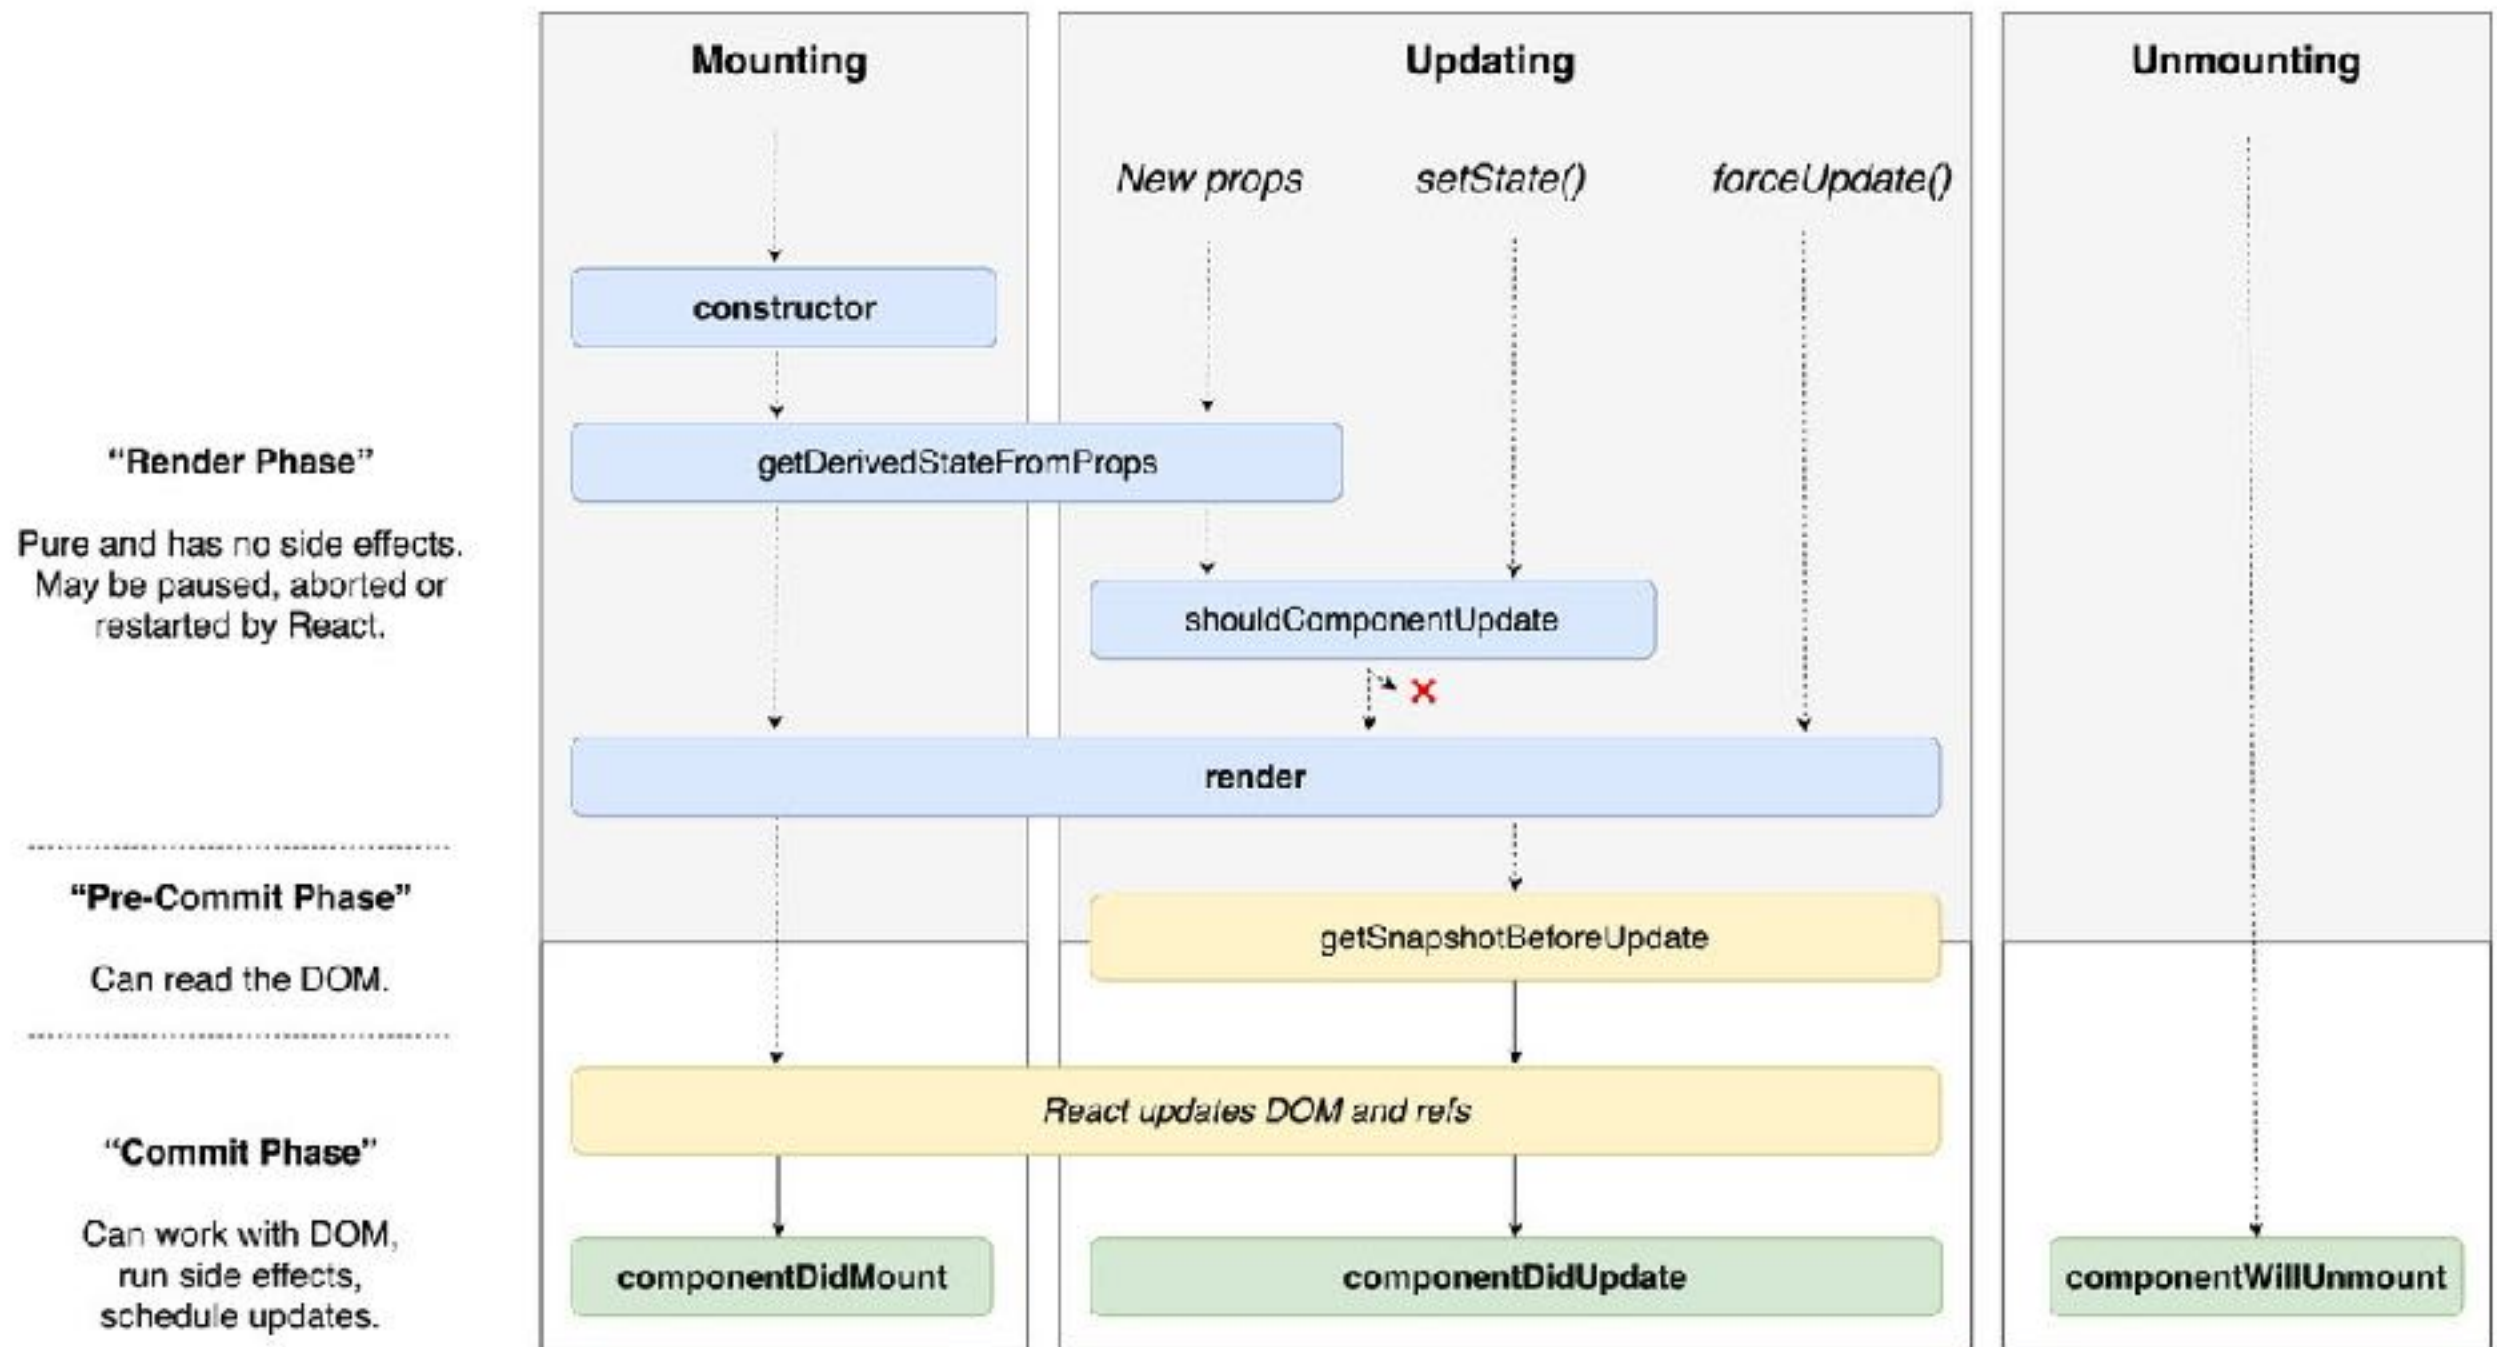 Mounting
Updating
Unmounting
New props
setState()
forceUpdate()
constructor
“Render Phase”
getDerivedStateFromProps
Pure and has no side effects.
May be paused, aborted or
restarted by React.
shouldComponentUpdate
render
“Pre-Commit Phase”
getSnapshotBeforeUpdate
Can read the DOM.
React updates DOM and refs
“Commit Phase”
Can work with DOM,
run side effects,
schedule updates.
componentDidMount
componentDidUpdate
componentWillUnmount